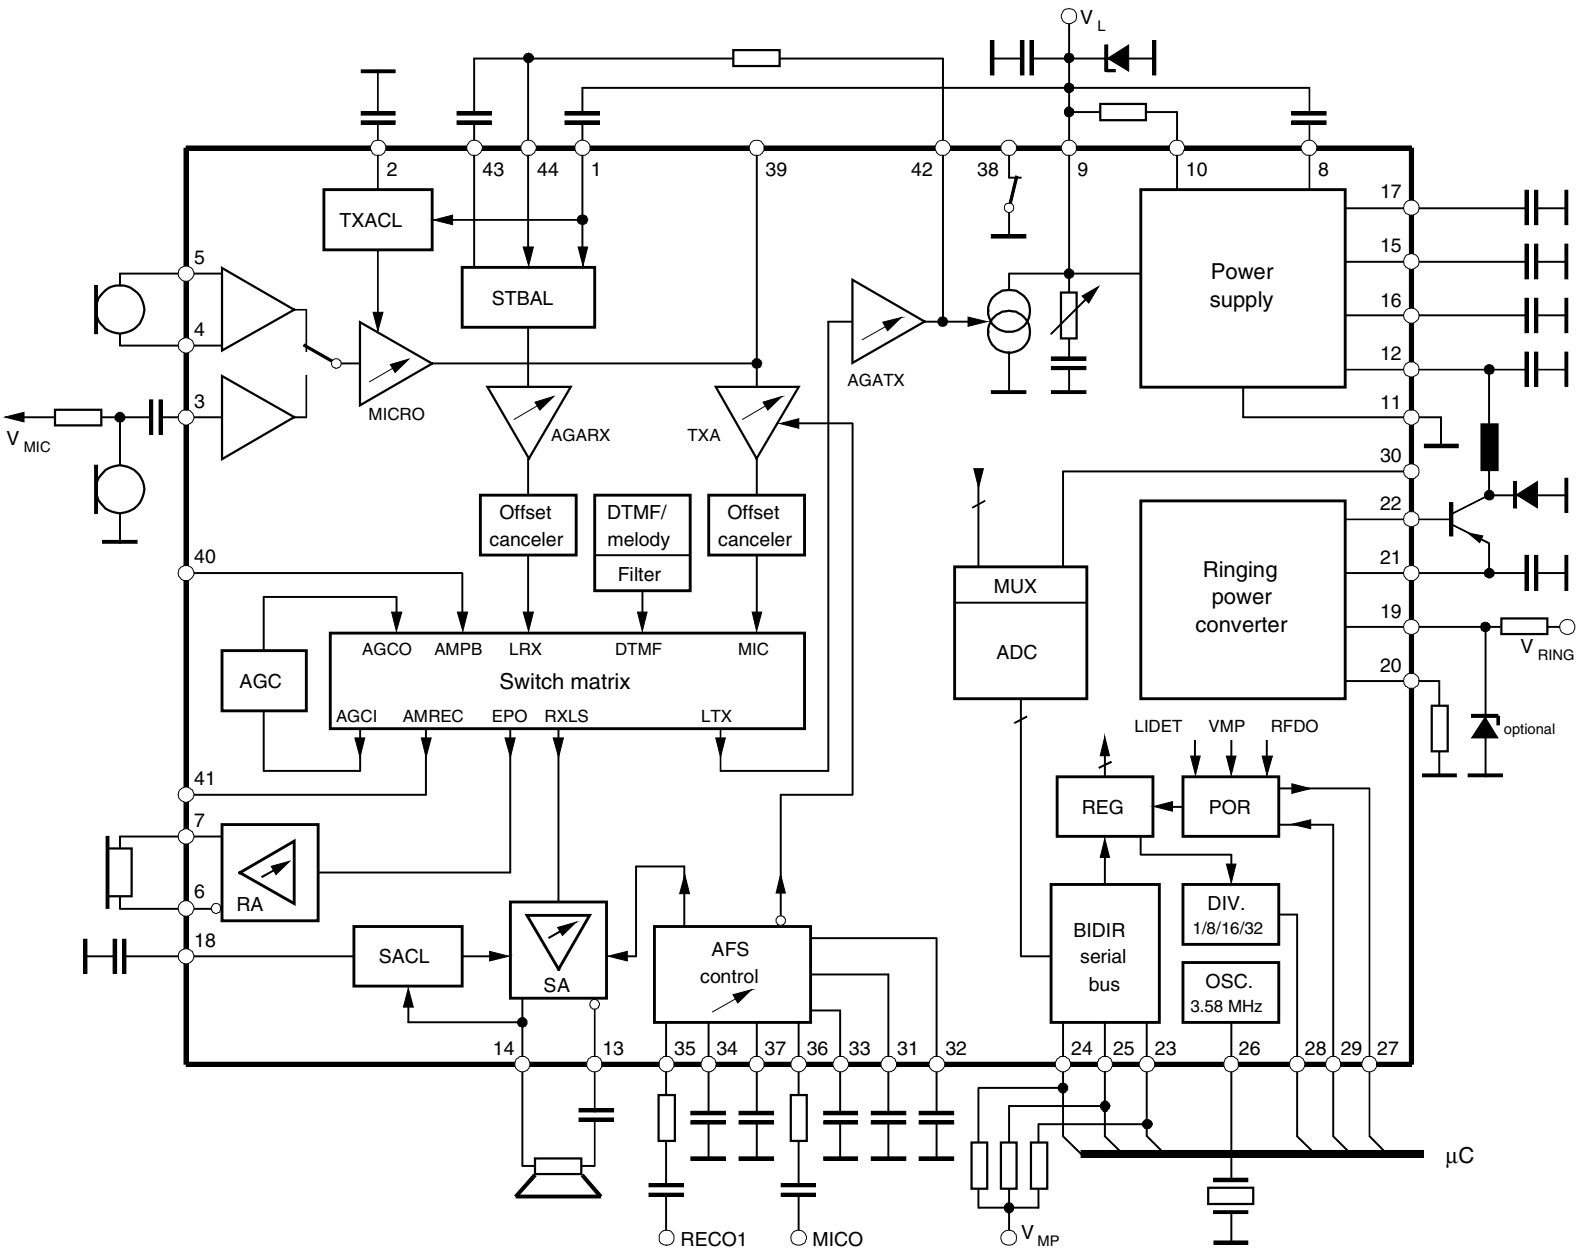 V L
2
43
44
1
39
42
38
9
10
8
17
TXACL
15
5
STBAL
Power
supply
16
4
12
AGATX
MICRO
3
11
V MIC
AGARX
TXA
30
Offset
canceler
DTMF/
melody
Filter
Offset
canceler
22
40
MUX
ADC
Ringing
power
converter
21
19
V RING
20
AGCO
AMPB
LRX
DTMF
MIC
AGC
Switch matrix
AGCI
AMREC
EPO
RXLS
LTX
LIDET
VMP
RFDO
optional
41
7
REG
POR
6
RA
DIV.
1/8/16/32
18
SACL
SA
AFS
control
BIDIR
serial
bus
OSC.
3.58 MHz
14
13
35
34
37
36
33
31
32
24
25
23
26
28
29
27
µC
RECO1
MICO
V MP